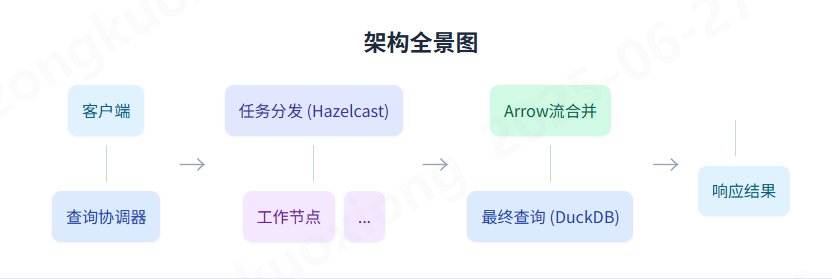 架构全景图
客户端
查询协调器
任务分发 (Hazelcast)
工作节点
...
Arrow流合并
最终查询 (DuckDB)
响应结果